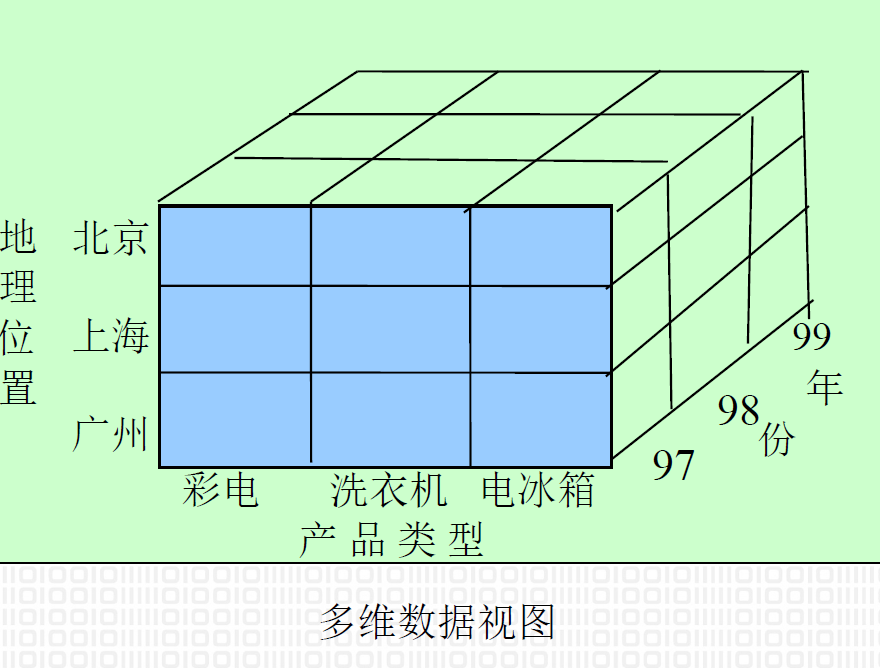 地理位置
北京
上海
广州
彩电 洗衣机 电冰箱
产品类型
97
98
99
年份
多维数据视图